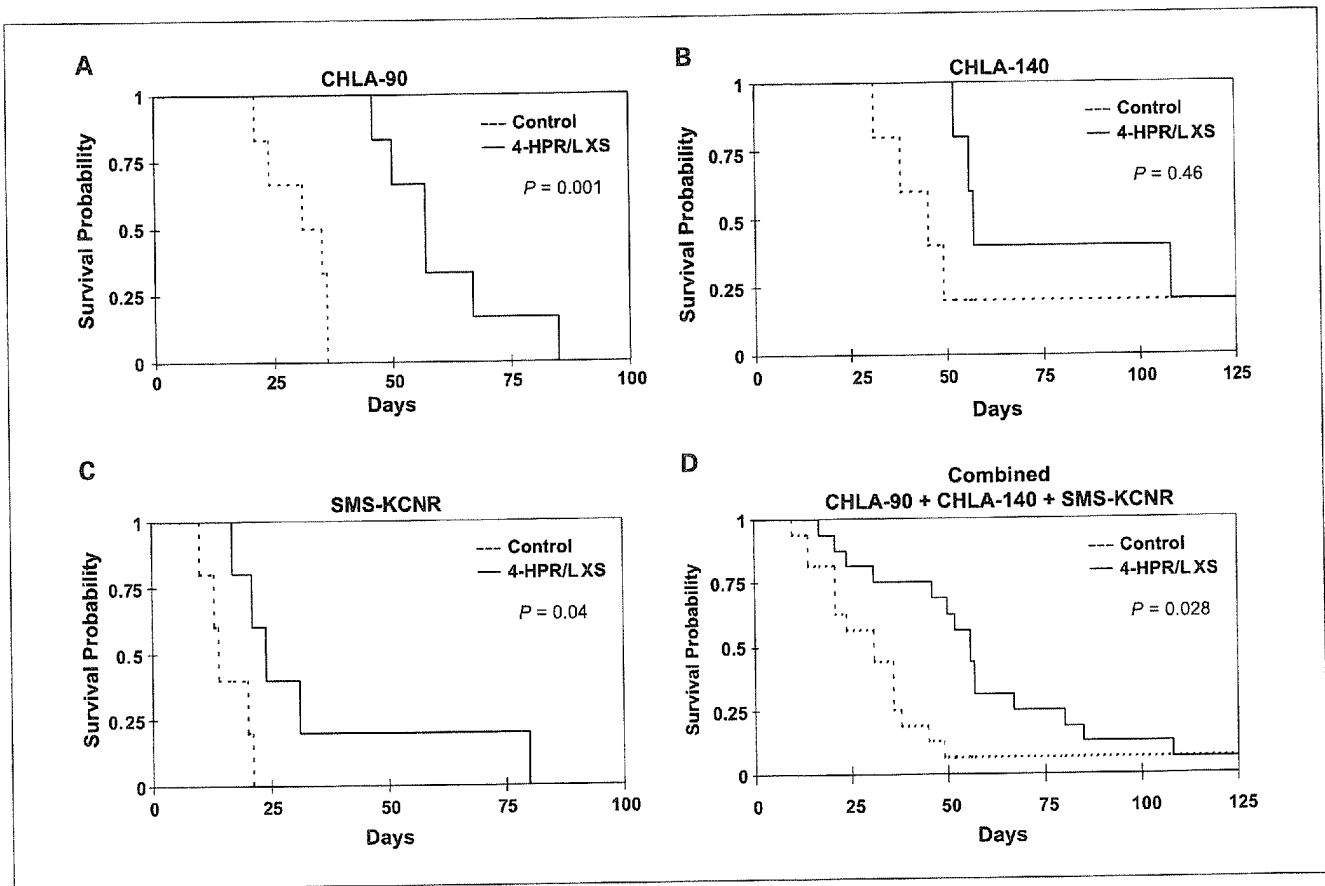 A
CHLA-90
Survival Probability
1
0.75
0.5
0.25
0
0 25 50 75 100
Days
Control
4-HPR/LXS
P = 0.001
B
CHLA-140
Survival Probability
1
0.75
0.5
0.25
0
0 25 50 75 100 125
Days
Control
4-HPR/LXS
P = 0.46
C
SMS-KCNR
Survival Probability
1
0.75
0.5
0.25
0
0 25 50 75 100
Days
Control
4-HPR/LXS
P = 0.04
D
Combined
CHLA-90 + CHLA-140 + SMS-KCNR
Survival Probability
1
0.75
0.5
0.25
0
0 25 50 75 100 125
Days
Control
4-HPR/LXS
P = 0.028